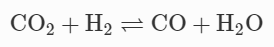 CO₂ + H₂ ⇌ CO + H₂O